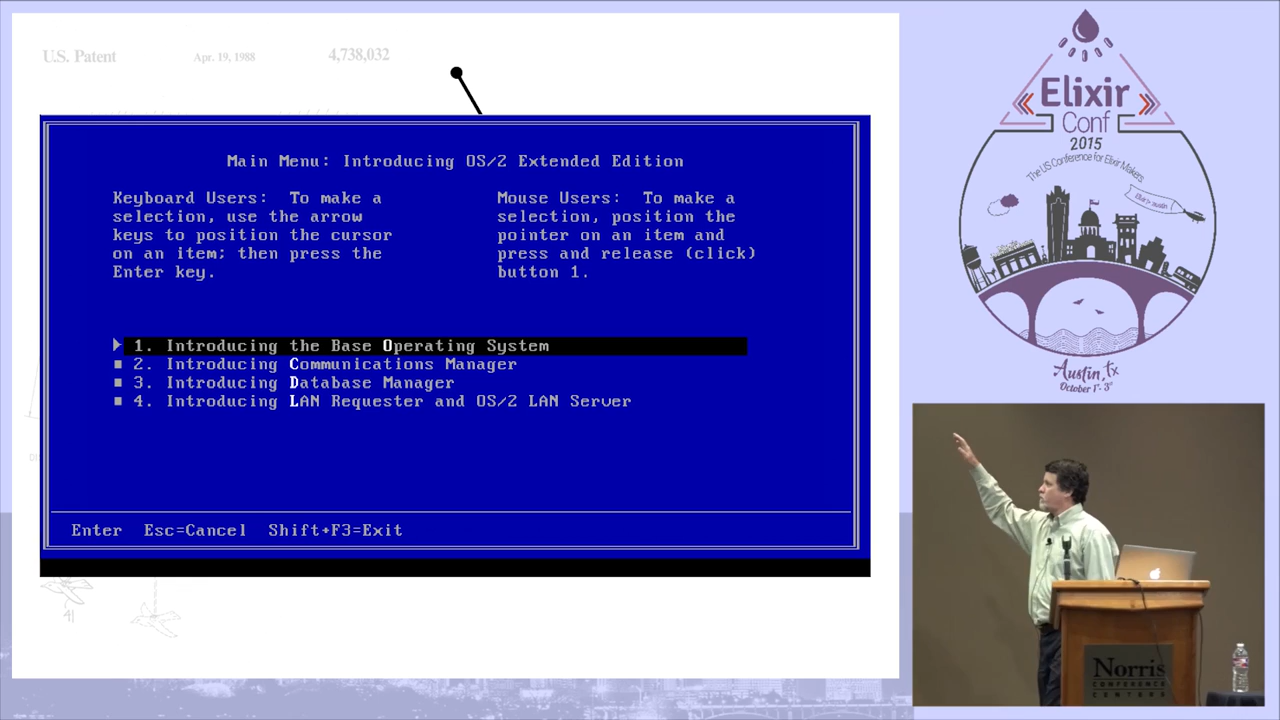 U.S. Patent Apr. 19, 1988 4,738,032
Main Menu: Introducing OS/2 Extended Edition
Keyboard Users: To make a
selection, use the arrow
keys to position the cursor
on an item; then press the
Enter key.
Mouse Users: To make a
selection, position the
pointer on an item and
press and release (click)
button 1.
1. Introducing the Base Operating System
2. Introducing Communications Manager
3. Introducing Database Manager
4. Introducing LAN Requester and OS/2 LAN Server
Enter Esc=Cancel Shift+F3=Exit
41
Elixir
Conf
2015
The US Conference for Elixir Makers
Austin, tx
October 1st- 3rd
Norris
CONFERENCE
CENTERS